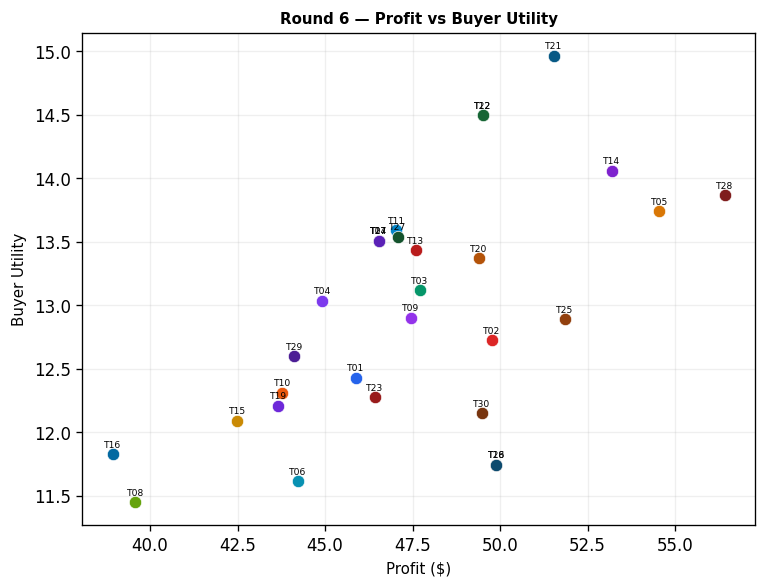 Round 6 — Profit vs Buyer Utility
T21
T14
T28
T05
T11
T27
T13
T20
T03
T04
T09
T25
T02
T29
T01
T10
T23
T19
T30
T15
T16
T06
T08
15.0
14.5
14.0
13.5
13.0
12.5
12.0
11.5
Buyer Utility
40.0 42.5 45.0 47.5 50.0 52.5 55.0
Profit ($)